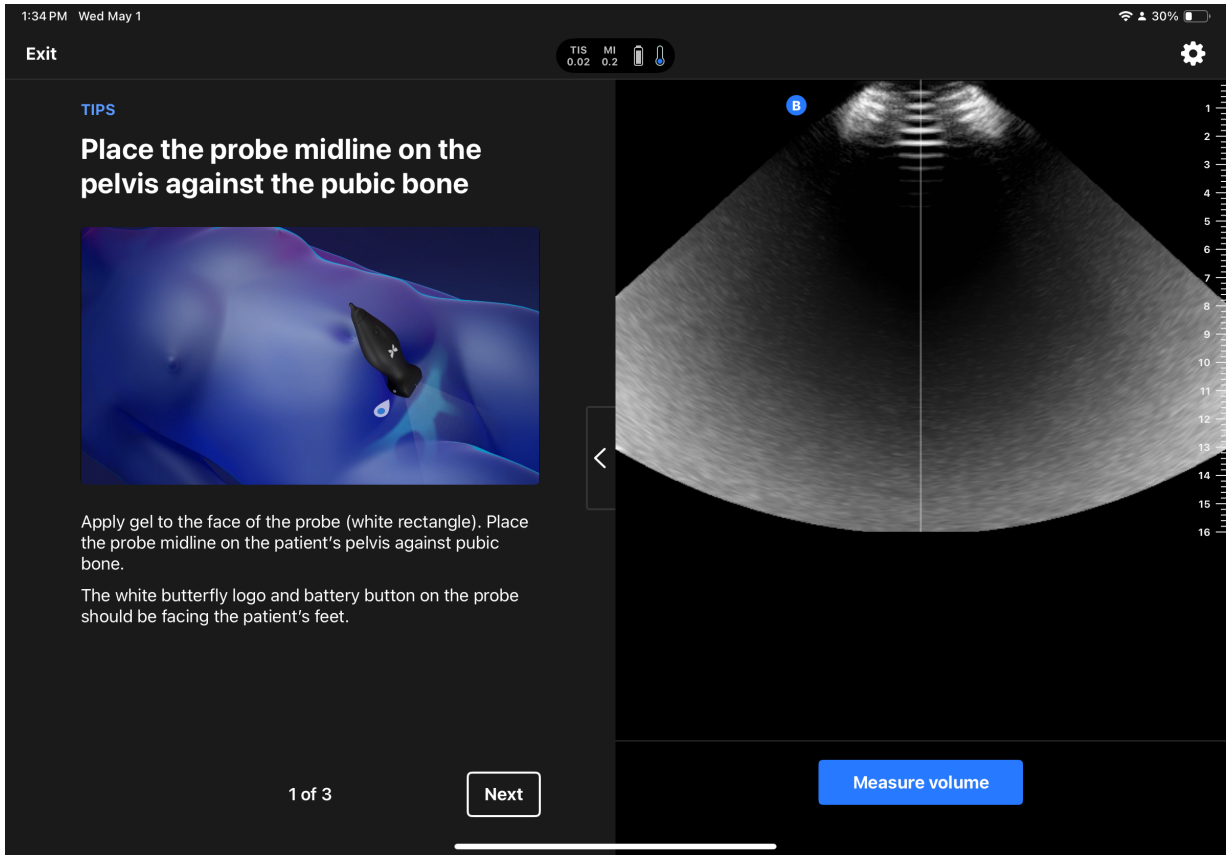 1:34 PM Wed May 1
30%
Exit
TIS MI
0.02 0.2
TIPS
Place the probe midline on the
pelvis against the pubic bone
Apply gel to the face of the probe (white rectangle). Place
the probe midline on the patient’s pelvis against pubic
bone.
The white butterfly logo and battery button on the probe
should be facing the patient’s feet.
1 of 3
Next
B
1
2
3
4
5
6
7
8
9
10
11
12
13
14
15
16
Measure volume